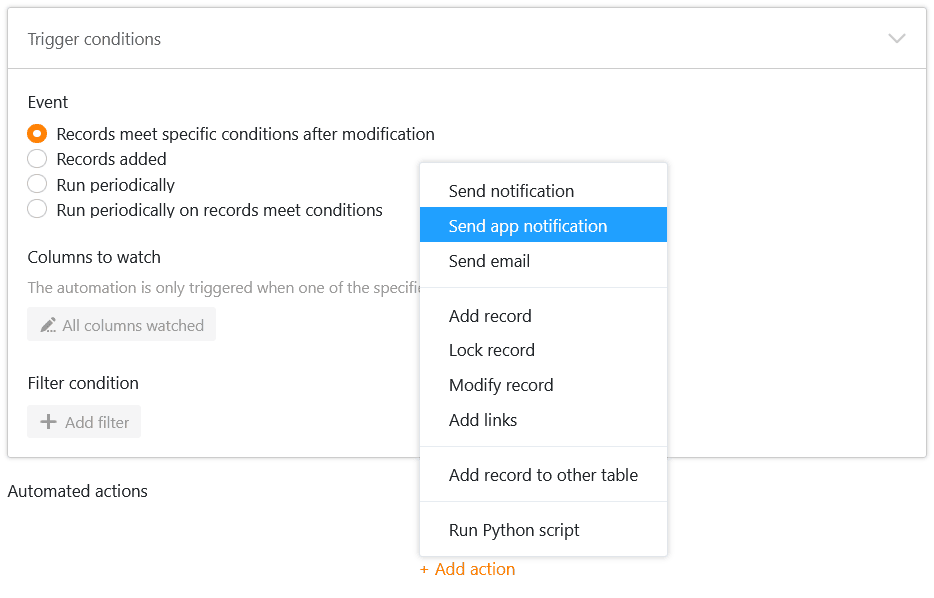 Trigger conditions
Event
Records meet specific conditions after modification
Records added
Run periodically
Run periodically on records meet conditions
Columns to watch
The automation is only triggered when one of the specific
All columns watched
Filter condition
Add filter
Send notification
Send app notification
Send email
Add record
Lock record
Modify record
Add links
Add record to other table
Run Python script
Automated actions
+ Add action